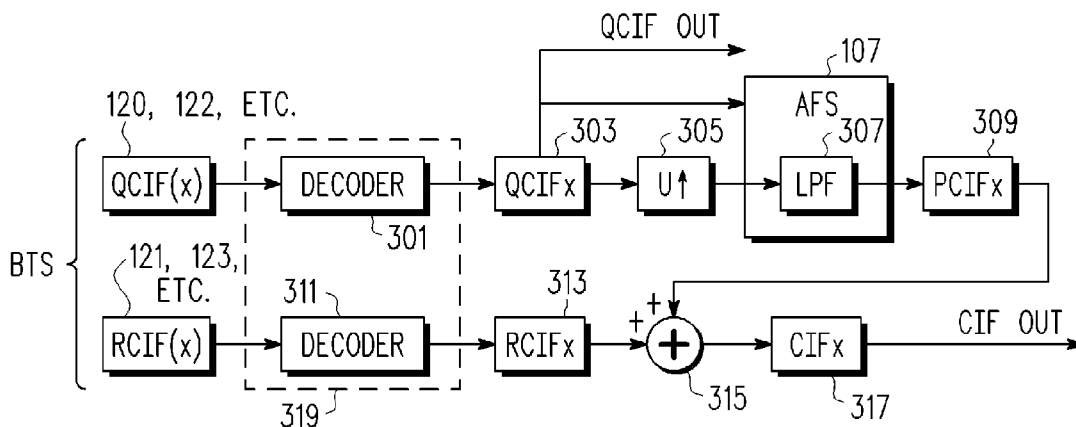 QCIF OUT
107
120, 122, ETC.
303
305
AFS
307
309
QCIF(x)
DECODER
QCIFx
U↑
LPF
PCIFx
301
BTS
121, 123,
ETC.
311
313
+
+
CIF OUT
RCIF(x)
DECODER
RCIFx
+
CIFx
319
315
317